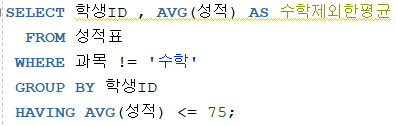 SELECT 학생ID , AVG(성적) AS 수학제외한평균
FROM 성적표
WHERE 과목 != '수학'
GROUP BY 학생ID
HAVING AVG(성적) <= 75;